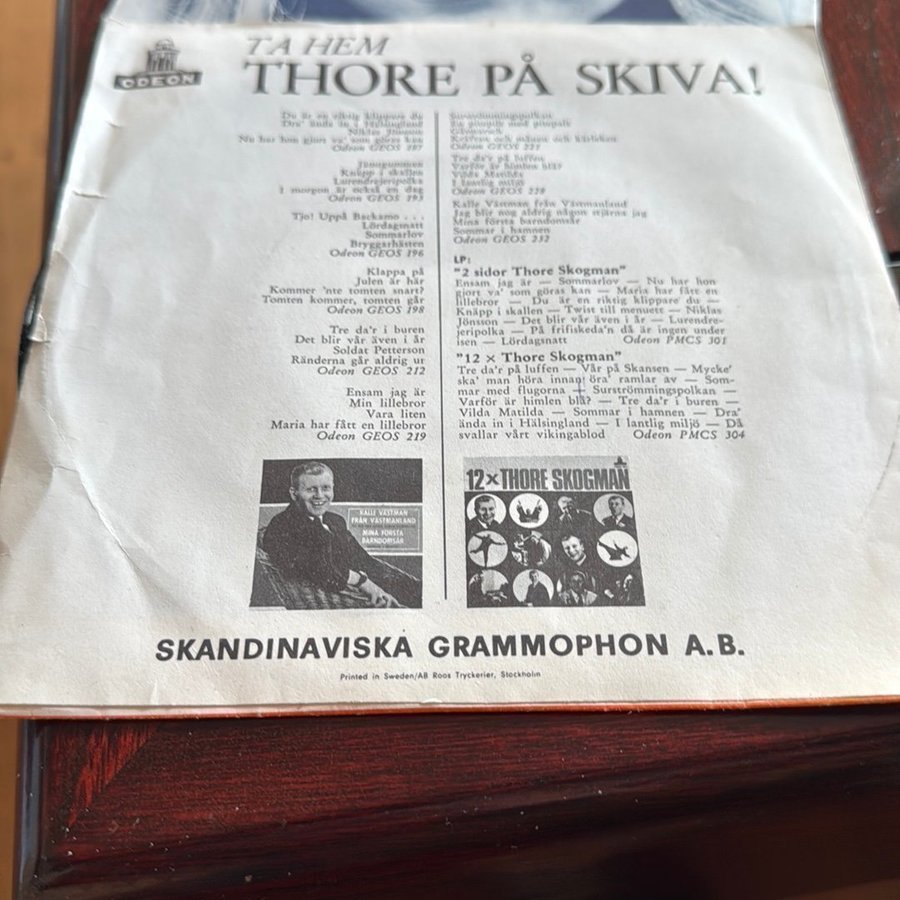 ODEON
TA HEM
THORE PÅ SKIVA!
Du är en riktig klippare du
Dra' ända in i Hälsingland
Niklas Jönsson
Nu har hon gjort va' som göras kan
Odeon GEOS 187
Jönsgummen
Knäpp i skallen
Lurendrejeripolka
I morgon är också en dag
Odeon GEOS 193
Tjo! Uppå Backamo . . .
Lördagsnatt
Sommarlov
Bryggarhästen
Odeon GEOS 196
Klappa på
Julen är här
Kommer 'nte tomten snart?
Tomten kommer, tomten går
Odeon GEOS 198
Tre da'r i buren
Det blir vår även i år
Soldat Petterson
Ränderna går aldrig ur
Odeon GEOS 212
Ensam jag är
Min lillebror
Vara liten
Maria har fått en lillebror
Odeon GEOS 219
Surströmmingspolkan
En pimpelit med pimpelit
och kärleken
Odeon GEOS 221
Tre da'r på luffen
Varför är himlen blå?
Vilda Matilda
I lantlig miljö
Odeon GEOS 228
Kalle Västman från Västmanland
Jag blir nog aldrig någon stjärna jag
Mina första barndomsår
Sommar i hamnen
Odeon GEOS 232
LP:
"2 sidor Thore Skogman"
Ensam jag är — Sommarlov — Nu har hon
gjort va' som göras kan — Maria har fått en
lillebror — Du är en riktig klippare du —
Knäpp i skallen — Twist till menuett — Niklas
Jönsson — Det blir vår även i år — Lurendre-
jeripolka — På frifiskeda'n då är ingen under
isen — Lördagsnatt Odeon PMCS 301
"12 × Thore Skogman"
Tre da'r på luffen — Vår på Skansen — Mycke'
ska' man höra innan öra' ramlar av — Som-
mar med flugorna — Surströmmingspolkan —
Varför är himlen blå? — Tre da'r i buren —
Vilda Matilda — Sommar i hamnen — Dra'
ända in i Hälsingland — I lantlig miljö — Då
svallar vårt vikingablod Odeon PMCS 304
KALLE VÄSTMAN
FRÅN VÄSTMANLAND
MINA FÖRSTA
BARNDOMSÅR
12×THORE SKOGMAN
SKANDINAVISKA GRAMMOPHON A.B.
Printed in Sweden/AB Roos Tryckerier, Stockholm